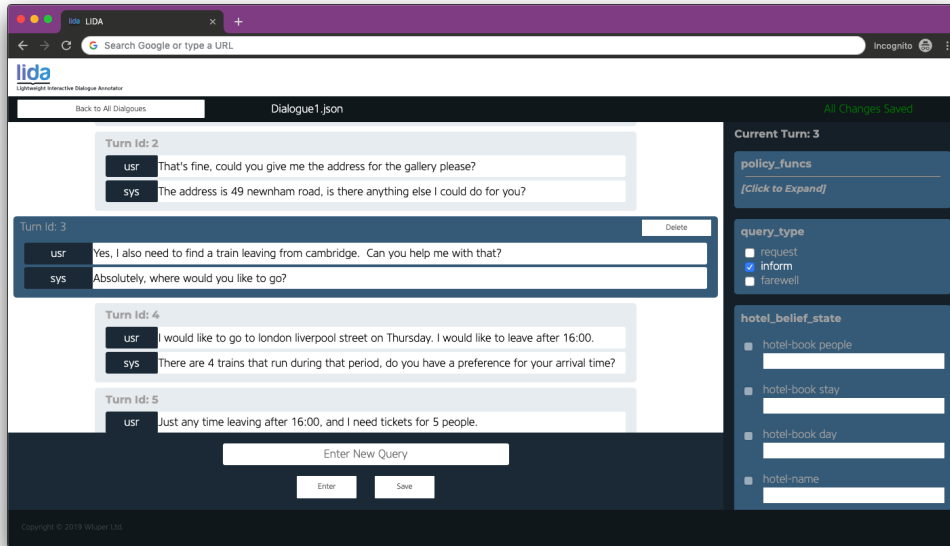 lida LIDA
Search Google or type a URL
Incognito
lida
Lightweight Interactive Dialogue Annotator
Back to All Dialgoues
Dialogue1.json
All Changes Saved
Turn Id: 2
usr That's fine, could you give me the address for the gallery please?
sys The address is 49 newnham road, is there anything else I could do for you?
Turn Id: 3
Delete
usr Yes, I also need to find a train leaving from cambridge. Can you help me with that?
sys Absolutely, where would you like to go?
Turn Id: 4
usr I would like to go to london liverpool street on Thursday. I would like to leave after 16:00.
sys There are 4 trains that run during that period, do you have a preference for your arrival time?
Turn Id: 5
usr Just any time leaving after 16:00, and I need tickets for 5 people.
Enter New Query
Enter
Save
Current Turn: 3
policy_funcs
[Click to Expand]
query_type
request
inform
farewell
hotel_belief_state
hotel-book people
hotel-book stay
hotel-book day
hotel-name
Copyright © 2019 Wluper Ltd.